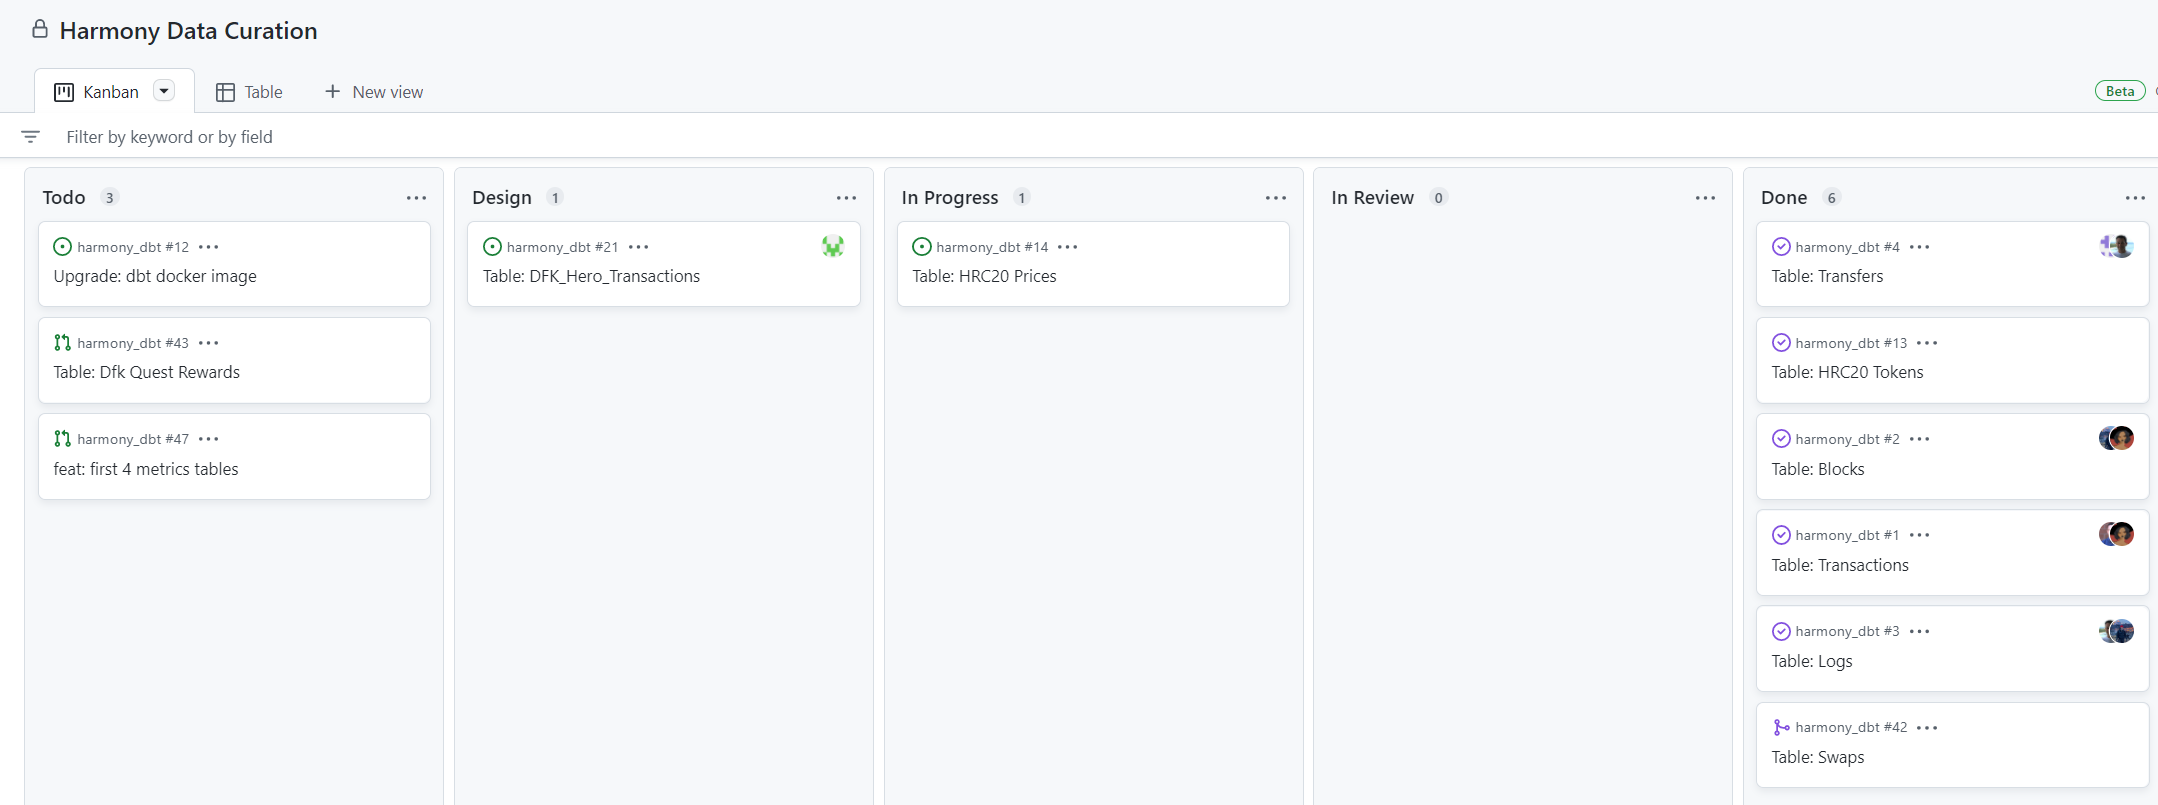 Harmony Data Curation
Kanban
Table
New view
Beta
Filter by keyword or by field
Todo 3
harmony_dbt #12
Upgrade: dbt docker image
harmony_dbt #43
Table: Dfk Quest Rewards
harmony_dbt #47
feat: first 4 metrics tables
Design 1
harmony_dbt #21
Table: DFK_Hero_Transactions
In Progress 1
harmony_dbt #14
Table: HRC20 Prices
In Review 0
Done 6
harmony_dbt #4
Table: Transfers
harmony_dbt #13
Table: HRC20 Tokens
harmony_dbt #2
Table: Blocks
harmony_dbt #1
Table: Transactions
harmony_dbt #3
Table: Logs
harmony_dbt #42
Table: Swaps